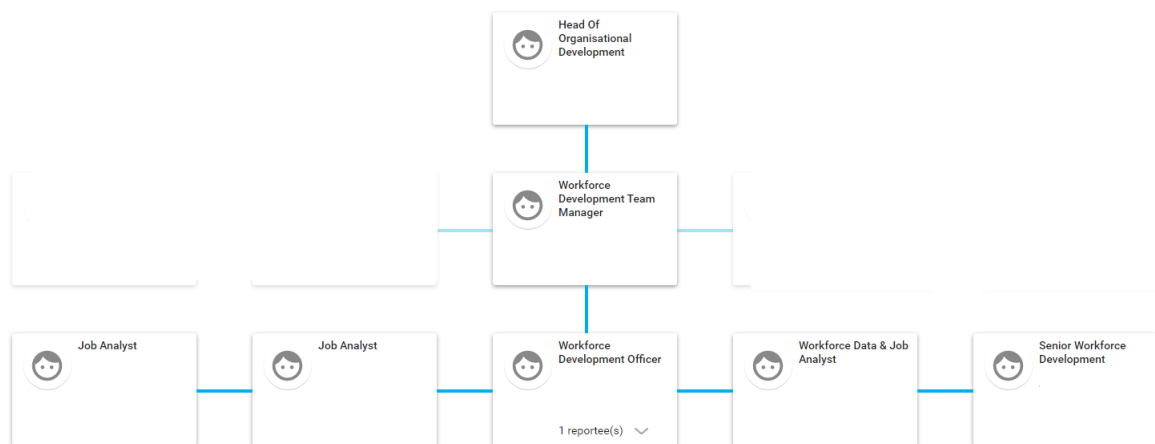 Head Of
Organisational
Development
Workforce
Development Team
Manager
Job Analyst
Job Analyst
Workforce
Development Officer
1 reportee(s)
Workforce Data & Job
Analyst
Senior Workforce
Development